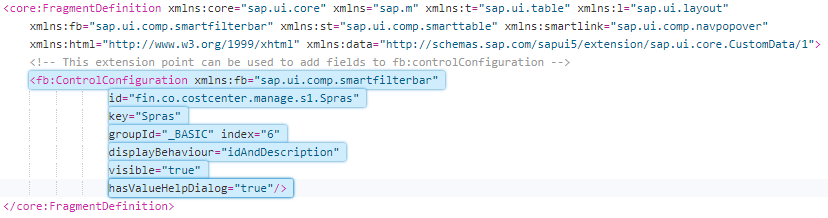 <core:FragmentDefinition xmlns:core="sap.ui.core" xmlns="sap.m" xmlns:t="sap.ui.table" xmlns:l="sap.ui.layout"
xmlns:fb="sap.ui.comp.smartfilterbar" xmlns:st="sap.ui.comp.smarttable" xmlns:smartlink="sap.ui.comp.navpopover"
xmlns:html="http://www.w3.org/1999/xhtml" xmlns:data="http://schemas.sap.com/sapui5/extension/sap.ui.core.CustomData/1">
<!-- This extension point can be used to add fields to fb:controlConfiguration -->
<fb:ControlConfiguration xmlns:fb="sap.ui.comp.smartfilterbar"
id="fin.co.costcenter.manage.s1.Spras"
key="Spras"
groupId="_BASIC" index="6"
displayBehaviour="idAndDescription"
visible="true"
hasValueHelpDialog="true"/>
</core:FragmentDefinition>